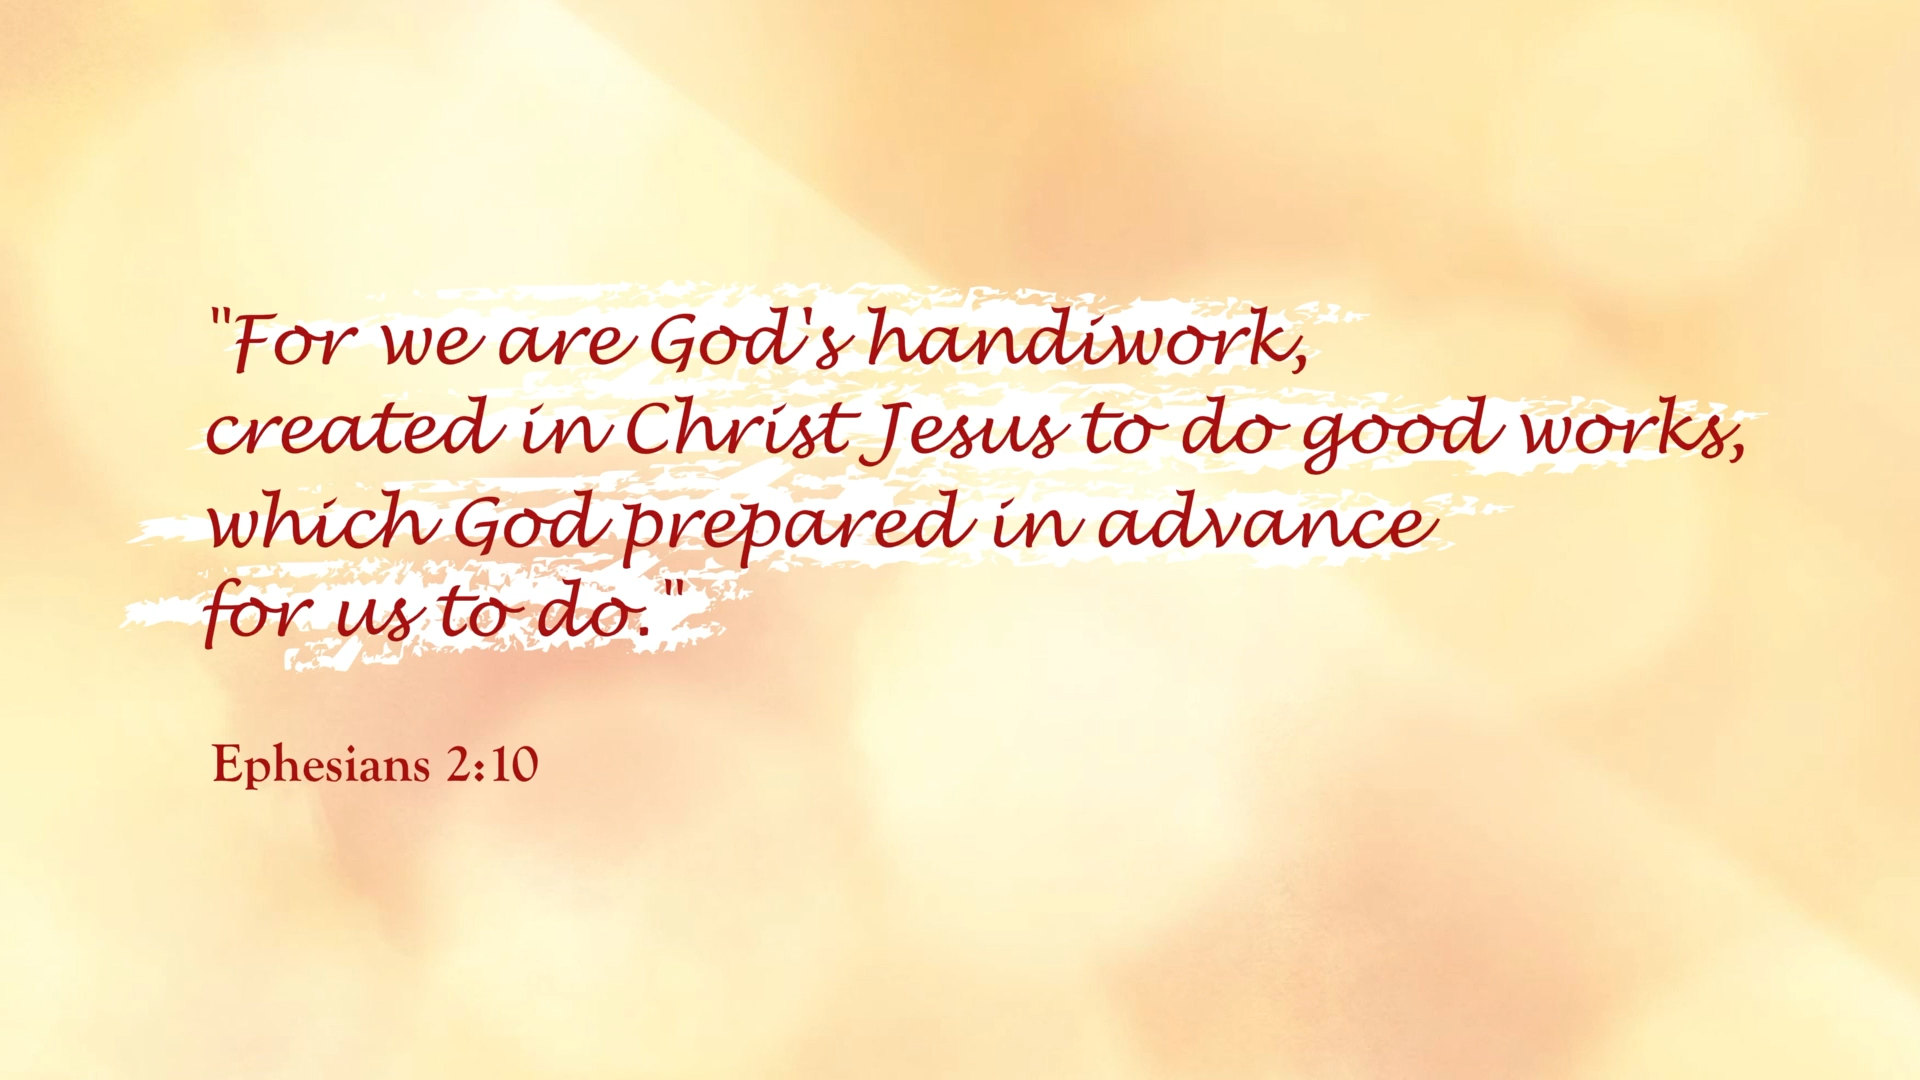 "For we are God's handiwork,
created in Christ Jesus to do good works,
which God prepared in advance
for us to do."
Ephesians 2:10